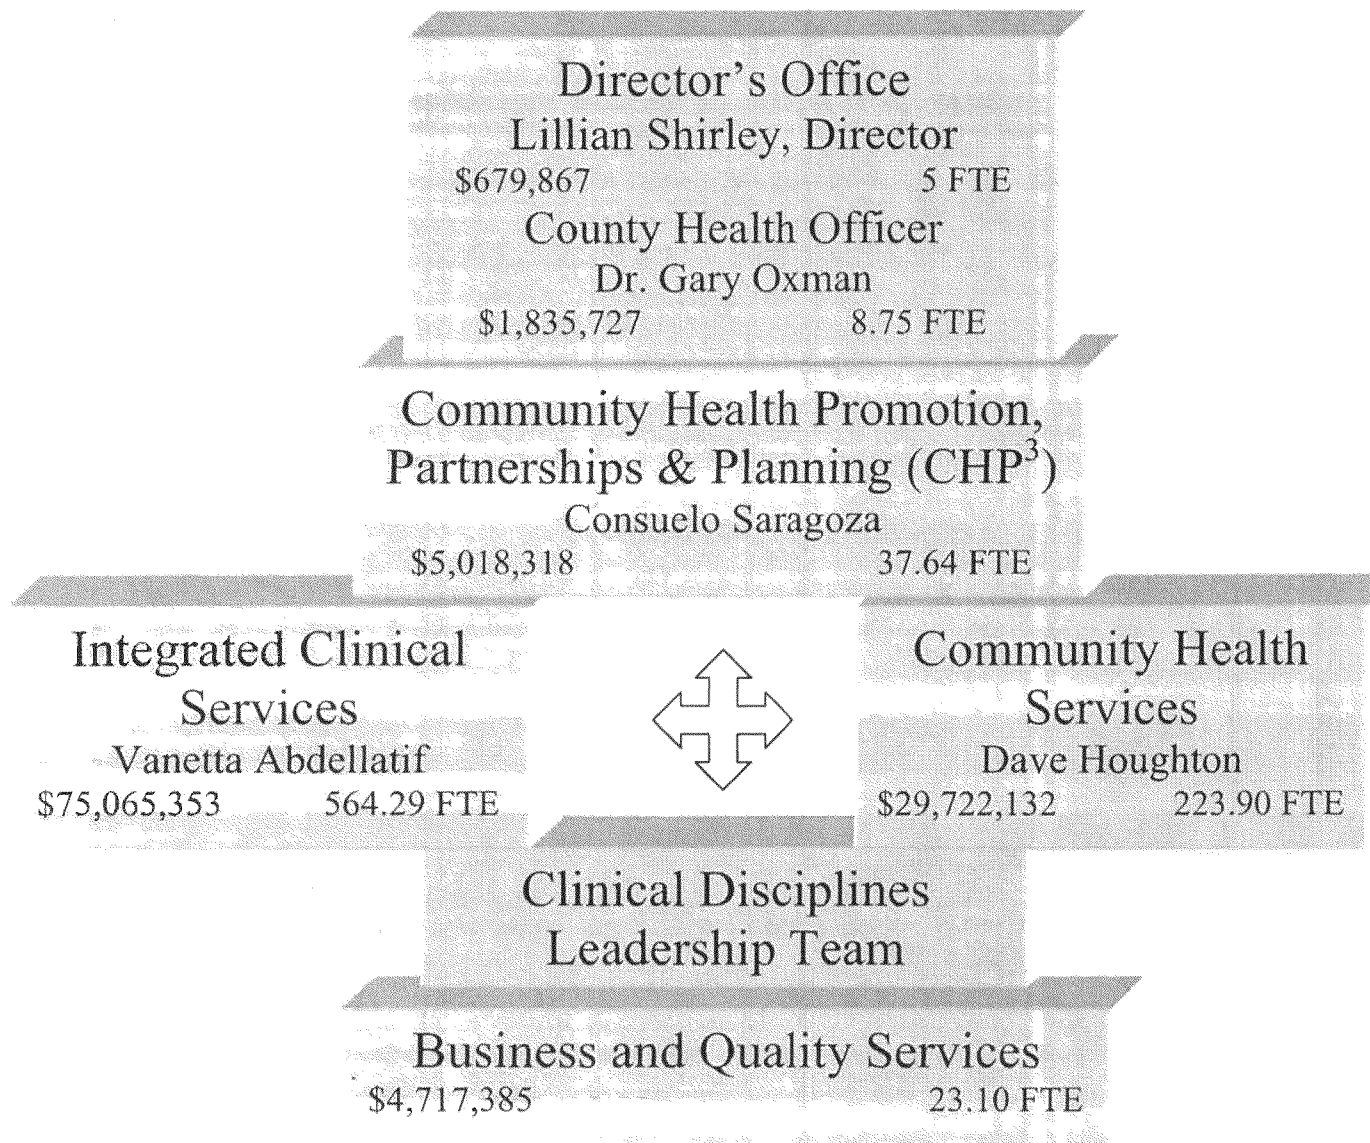 Director's Office
Lillian Shirley, Director
$679,867 5 FTE
County Health Officer
Dr. Gary Oxman
$1,835,727 8.75 FTE
Community Health Promotion,
Partnerships & Planning (CHP³)
Consuelo Saragoza
$5,018,318 37.64 FTE
Integrated Clinical
Services
Vanetta Abdellatif
$75,065,353 564.29 FTE
Community Health
Services
Dave Houghton
$29,722,132 223.90 FTE
Clinical Disciplines
Leadership Team
Business and Quality Services
$4,717,385 23.10 FTE